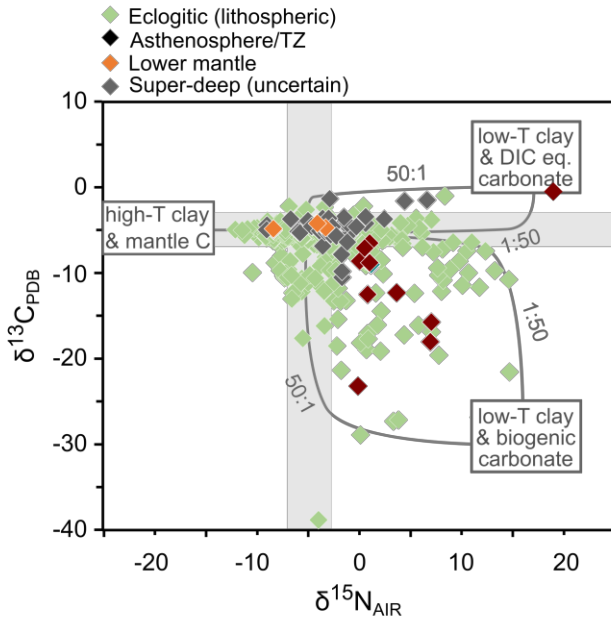 Eclogitic (lithospheric)
Asthenosphere/TZ
Lower mantle
Super-deep (uncertain)
10
0
-10
-20
-30
-40
δ¹³C_PDB
low-T clay
& DIC eq.
carbonate
50:1
high-T clay
& mantle C
1:50
1:50
50:1
low-T clay
& biogenic
carbonate
-20
-10
0
10
20
δ¹⁵N_AIR